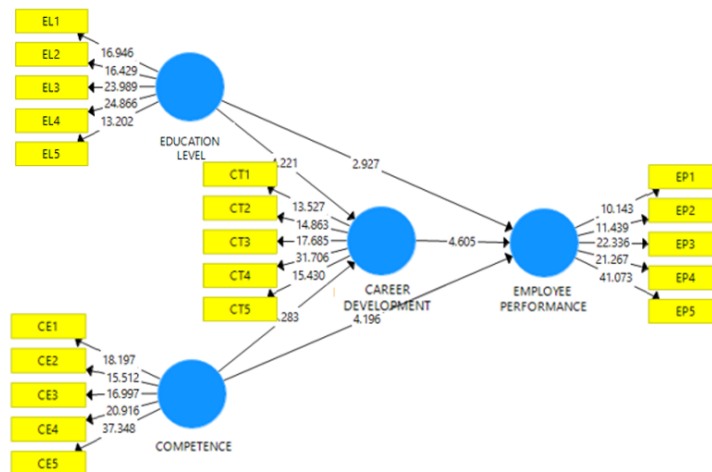 EL1
EL2
EL3
EL4
EL5
16.946
16.429
23.989
24.866
13.202
EDUCATION
LEVEL
.221
2.927
CT1
CT2
CT3
CT4
CT5
13.527
14.863
17.685
31.706
15.430
CAREER
DEVELOPMENT
4.605
.283
4.196
EP1
EP2
EP3
EP4
EP5
10.143
11.439
22.336
21.267
41.073
EMPLOYEE
PERFORMANCE
CE1
CE2
CE3
CE4
CE5
18.197
15.512
16.997
20.916
37.348
COMPETENCE